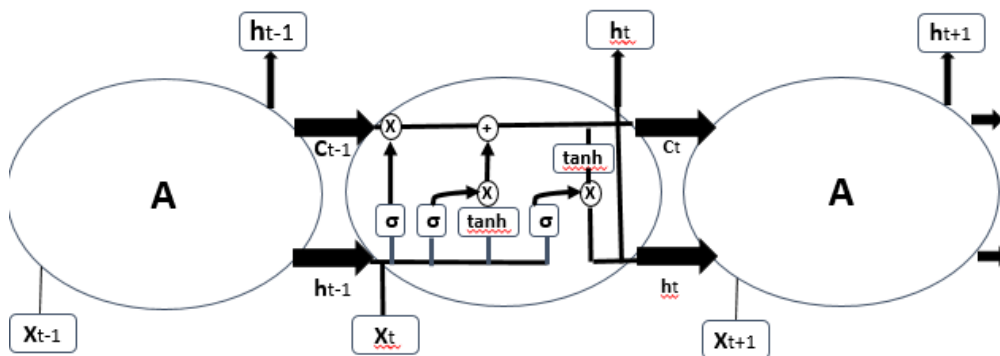 ht-1
ht
ht+1
X
+
Ct-1
Ct
tanh
A
X
X
A
σ
σ
tanh
σ
ht-1
ht
Xt-1
Xt
Xt+1